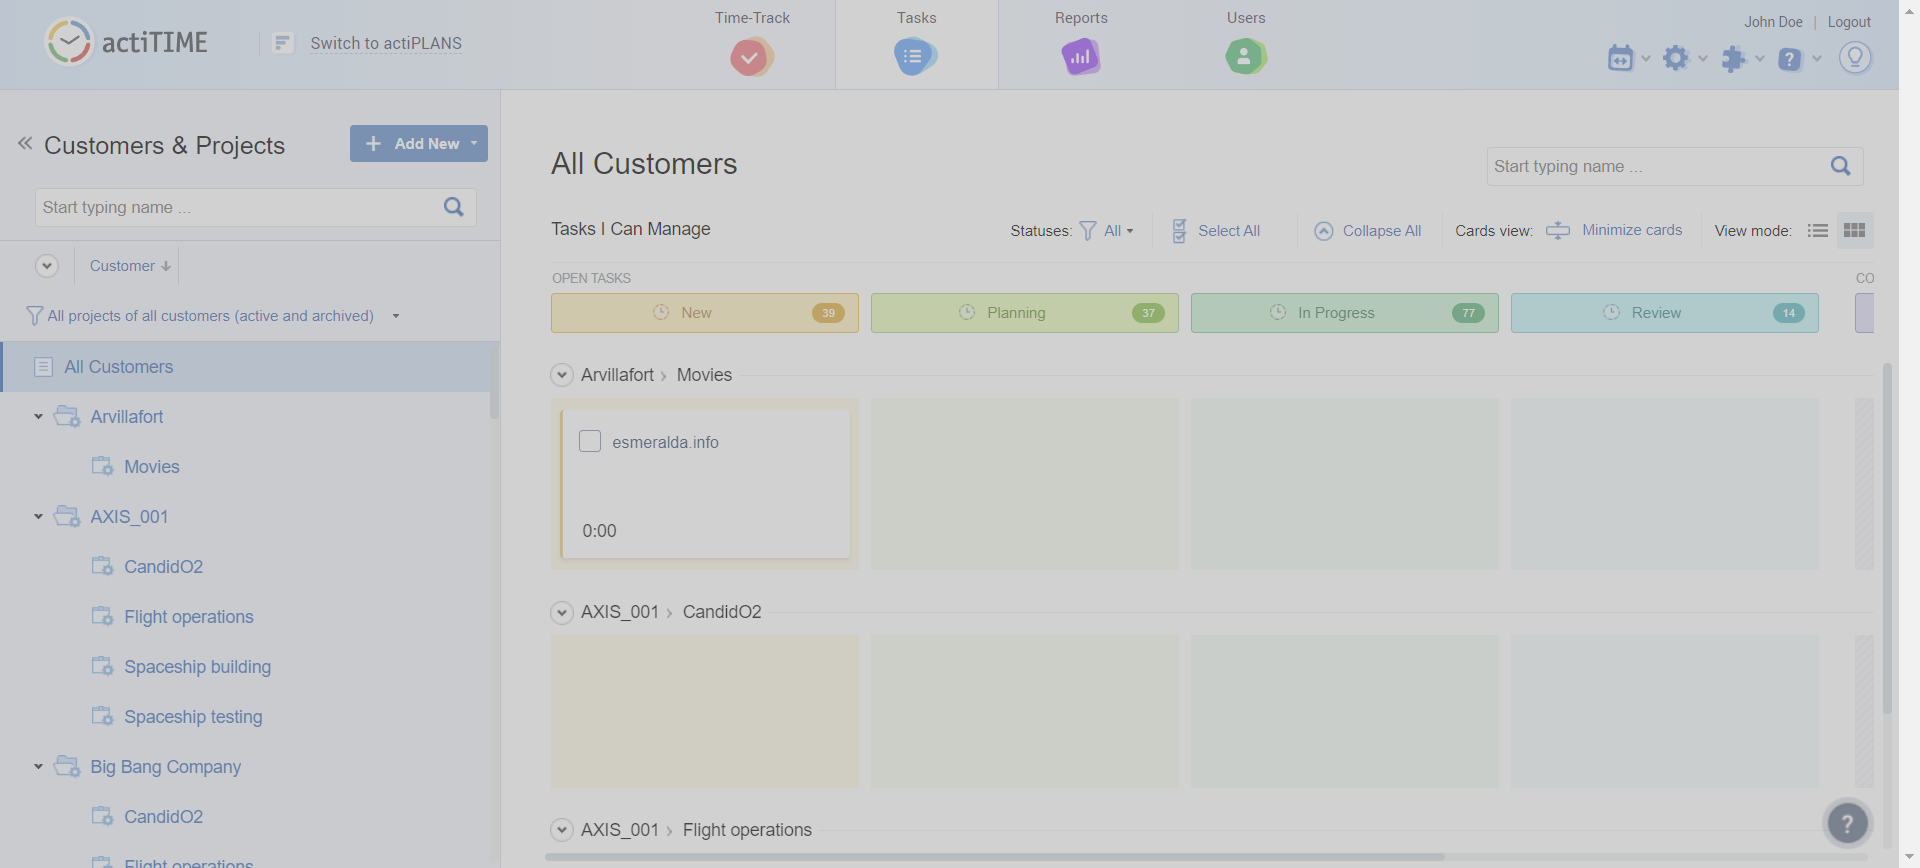 actiTIME
Switch to actiPLANS
Time-Track
Tasks
Reports
Users
John Doe | Logout
Customers & Projects
Add New
Start typing name ...
Customer
All projects of all customers (active and archived)
All Customers
Arvillafort
Movies
AXIS_001
CandidO2
Flight operations
Spaceship building
Spaceship testing
Big Bang Company
CandidO2
Flight operations
All Customers
Start typing name ...
Tasks I Can Manage
Statuses: All
Select All
Collapse All
Cards view: Minimize cards
View mode:
OPEN TASKS
CO
New 39
Planning 37
In Progress 77
Review 14
Arvillafort › Movies
esmeralda.info
0:00
AXIS_001 › CandidO2
AXIS_001 › Flight operations
?